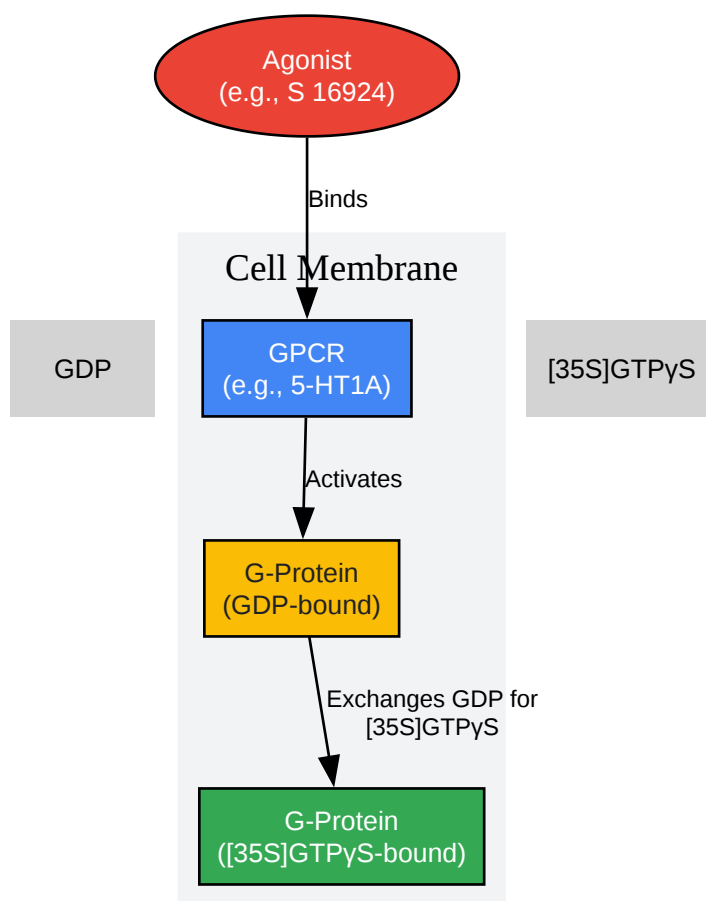 Agonist
(e.g., S 16924)
Binds
Cell Membrane
GDP
GPCR
(e.g., 5-HT1A)
[35S]GTPγS
Activates
G-Protein
(GDP-bound)
Exchanges GDP for
[35S]GTPγS
G-Protein
([35S]GTPγS-bound)